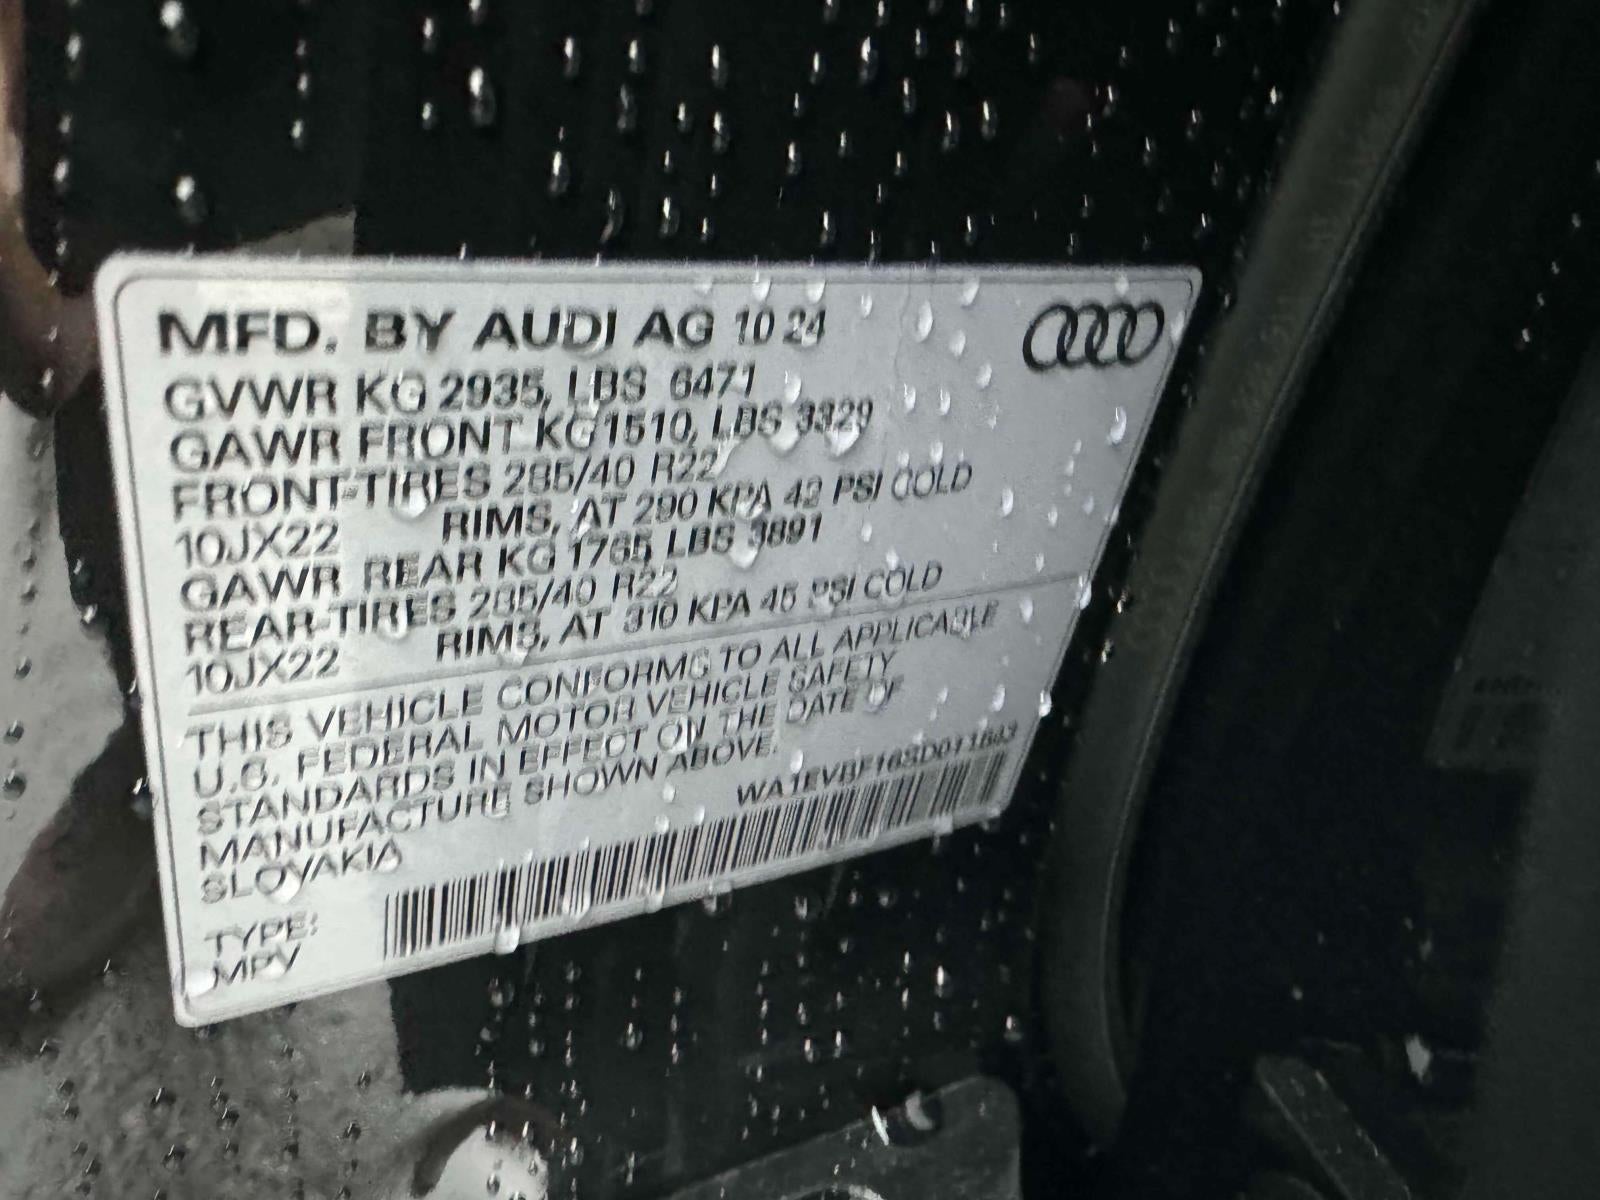 MFD. BY AUDI AG 10 24
GVWR KG 2935, LBS 6471
GAWR FRONT KG 1510, LBS 3329
FRONT-TIRES 285/40 R22
10JX22 RIMS, AT 290 KPA 42 PSI COLD
GAWR REAR KG 1765 LBS 3891
REAR-TIRES 285/40 R22
10JX22 RIMS, AT 310 KPA 45 PSI COLD
THIS VEHICLE CONFORMS TO ALL APPLICABLE
U.S. FEDERAL MOTOR VEHICLE SAFETY
STANDARDS IN EFFECT ON THE DATE OF
MANUFACTURE SHOWN ABOVE.
SLOVAKIA
TYPE:
MPV